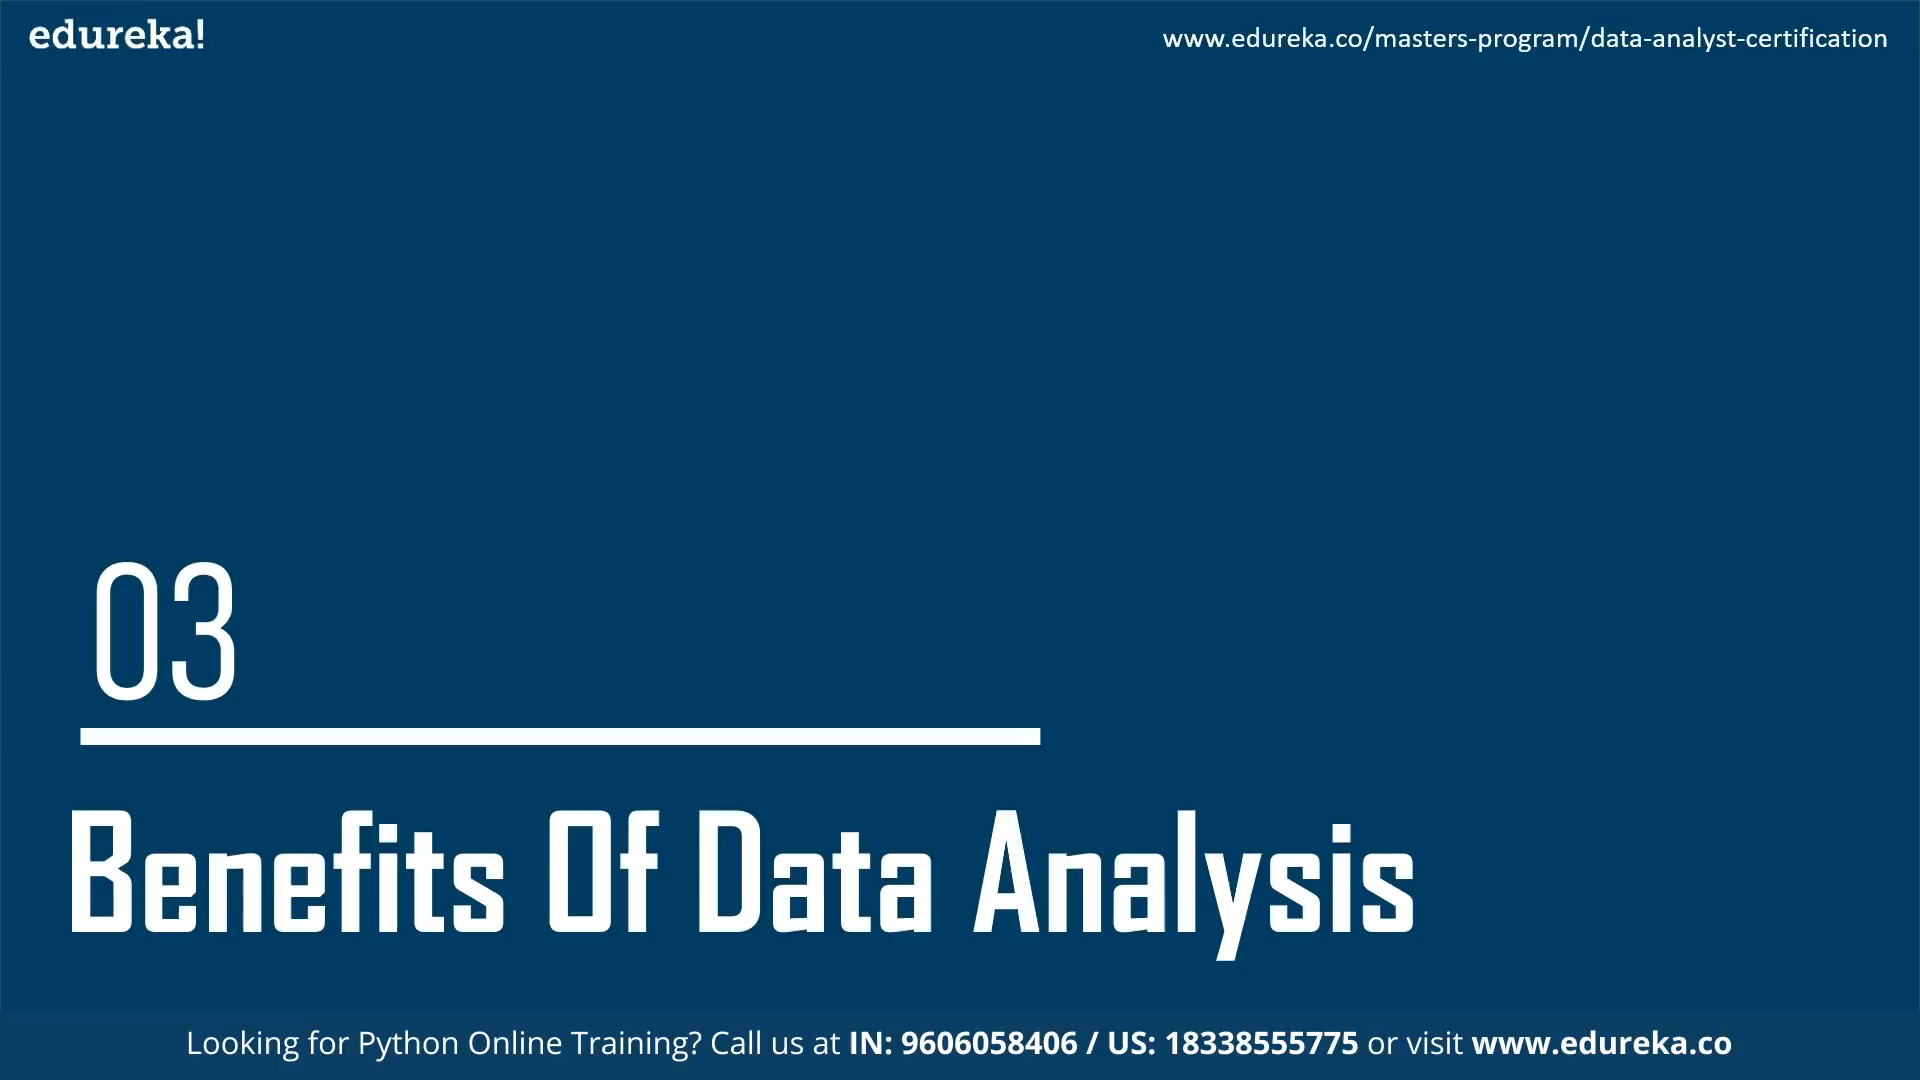 edureka!
www.edureka.co/masters-program/data-analyst-certification
03
Benefits Of Data Analysis
Looking for Python Online Training? Call us at IN: 9606058406 / US: 18338555775 or visit www.edureka.co